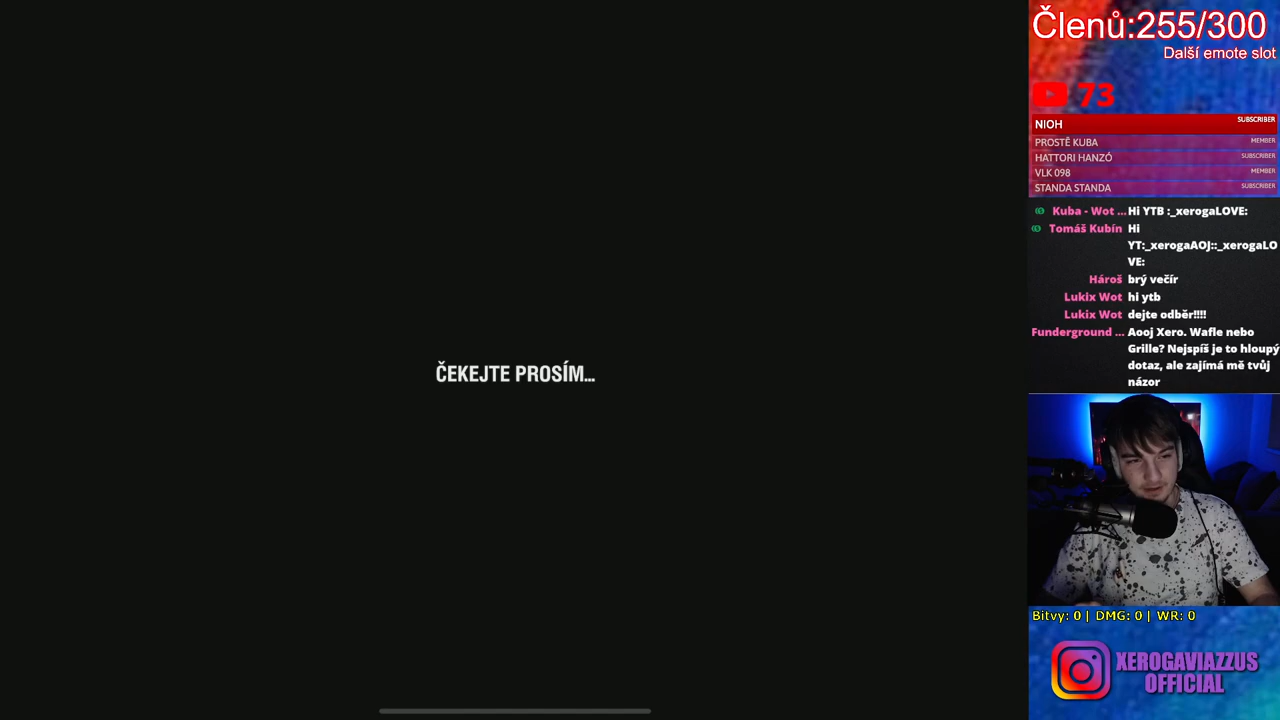 Členů:255/300
Další emote slot
73
NIOH SUBSCRIBER
PROSTĚ KUBA MEMBER
HATTORI HANZÓ SUBSCRIBER
VLK 098 MEMBER
STANDA STANDA SUBSCRIBER
Kuba - Wot ... Hi YTB :_xerogaLOVE:
Tomáš Kubín Hi
YT:_xerogaAOJ::_xerogaLO
VE:
Hároš brý večír
Lukix Wot hi ytb
Lukix Wot dejte odběr!!!!
Funderground ... Aooj Xero. Wafle nebo
Grille? Nejspíš je to hloupý
dotaz, ale zajímá mě tvůj
názor
ČEKEJTE PROSÍM...
Bitvy: 0 | DMG: 0 | WR: 0
XEROGAVIAZZUS
OFFICIAL